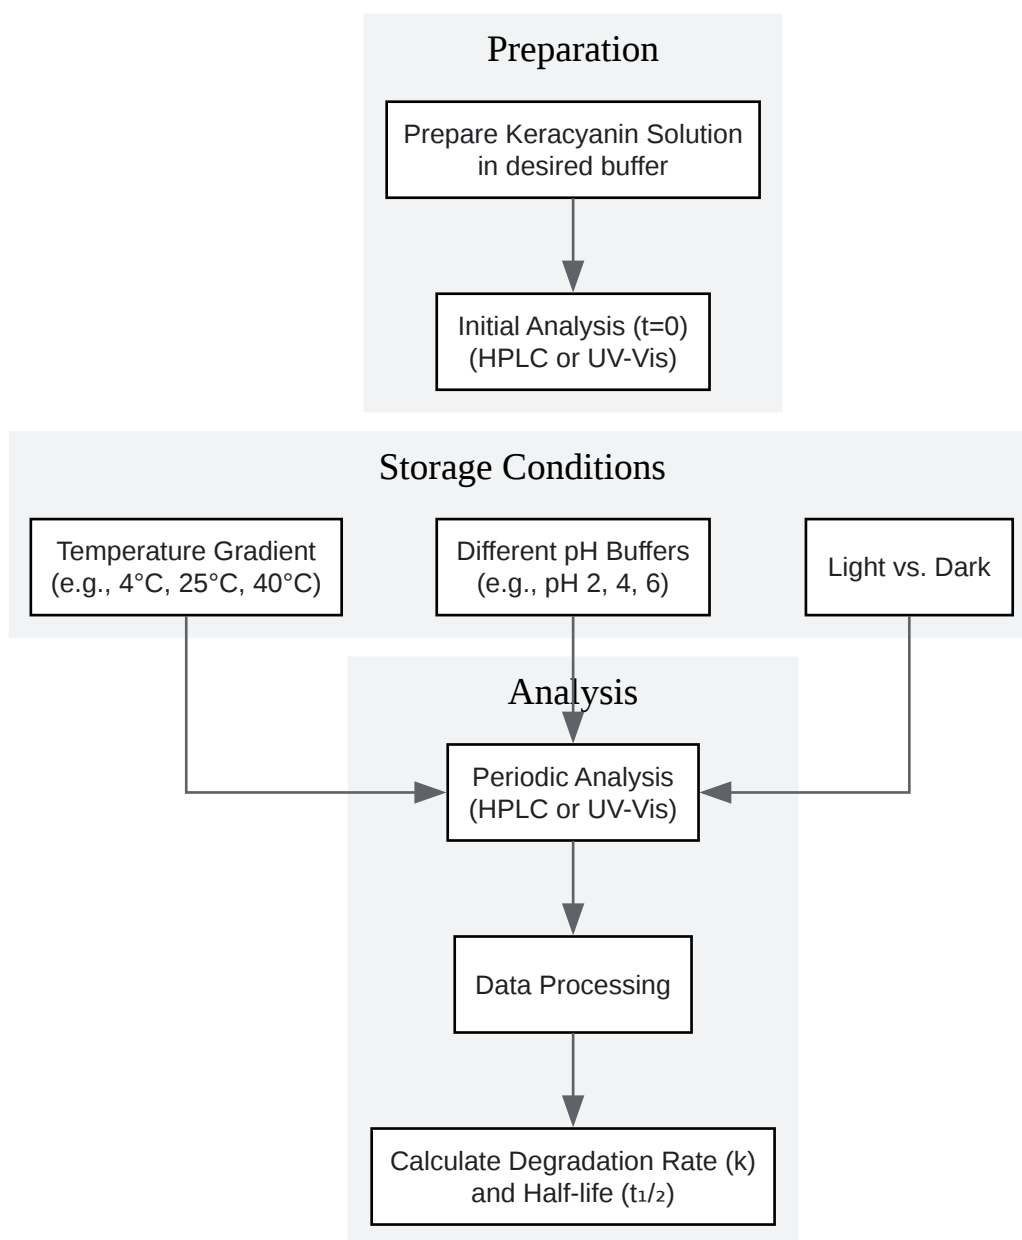 Preparation
Prepare Keracyanin Solution
in desired buffer
Initial Analysis (t=0)
(HPLC or UV-Vis)
Storage Conditions
Temperature Gradient
(e.g., 4°C, 25°C, 40°C)
Different pH Buffers
(e.g., pH 2, 4, 6)
Light vs. Dark
Analysis
Periodic Analysis
(HPLC or UV-Vis)
Data Processing
Calculate Degradation Rate (k)
and Half-life (t₁/₂)